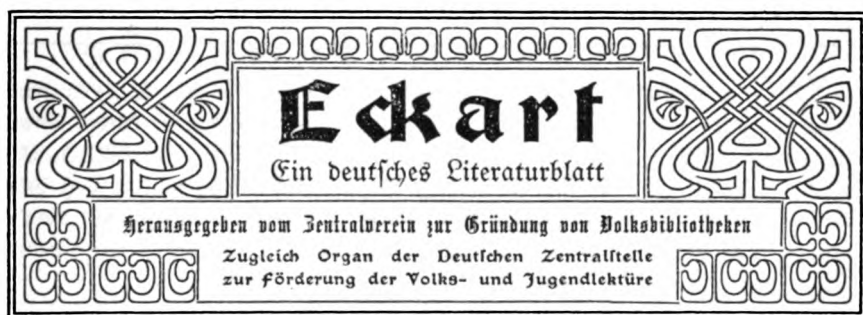 Eckart
Ein deutſches Literaturblatt
Herausgegeben vom Zentralverein zur Gründung von Volksbibliotheken
Zugleich Organ der Deutſchen Zentralſtelle
zur Förderung der Volks- und Jugendlektüre